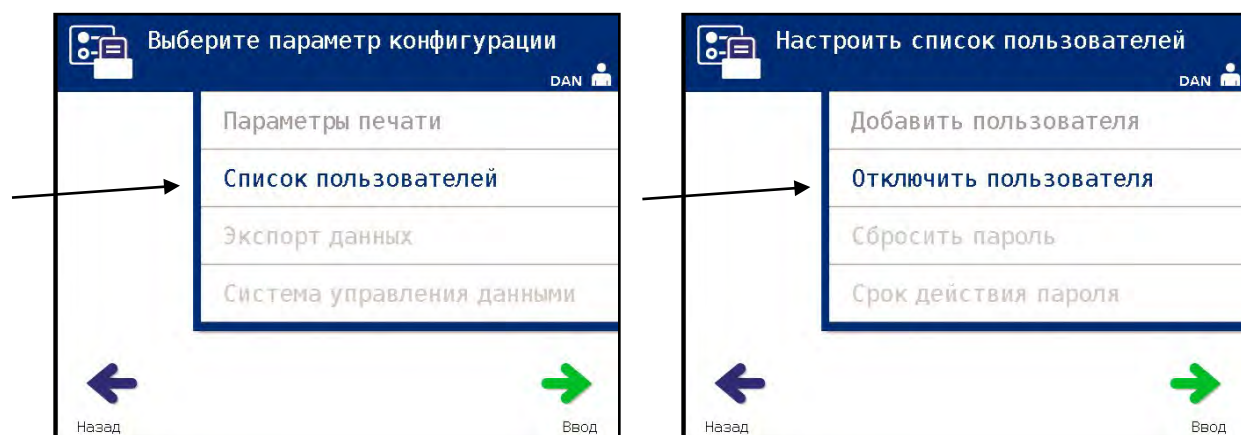 Выберите параметр конфигурации
DAN
Параметры печати
Список пользователей
Экспорт данных
Система управления данными
Назад
Ввод
Настроить список пользователей
DAN
Добавить пользователя
Отключить пользователя
Сбросить пароль
Срок действия пароля
Назад
Ввод